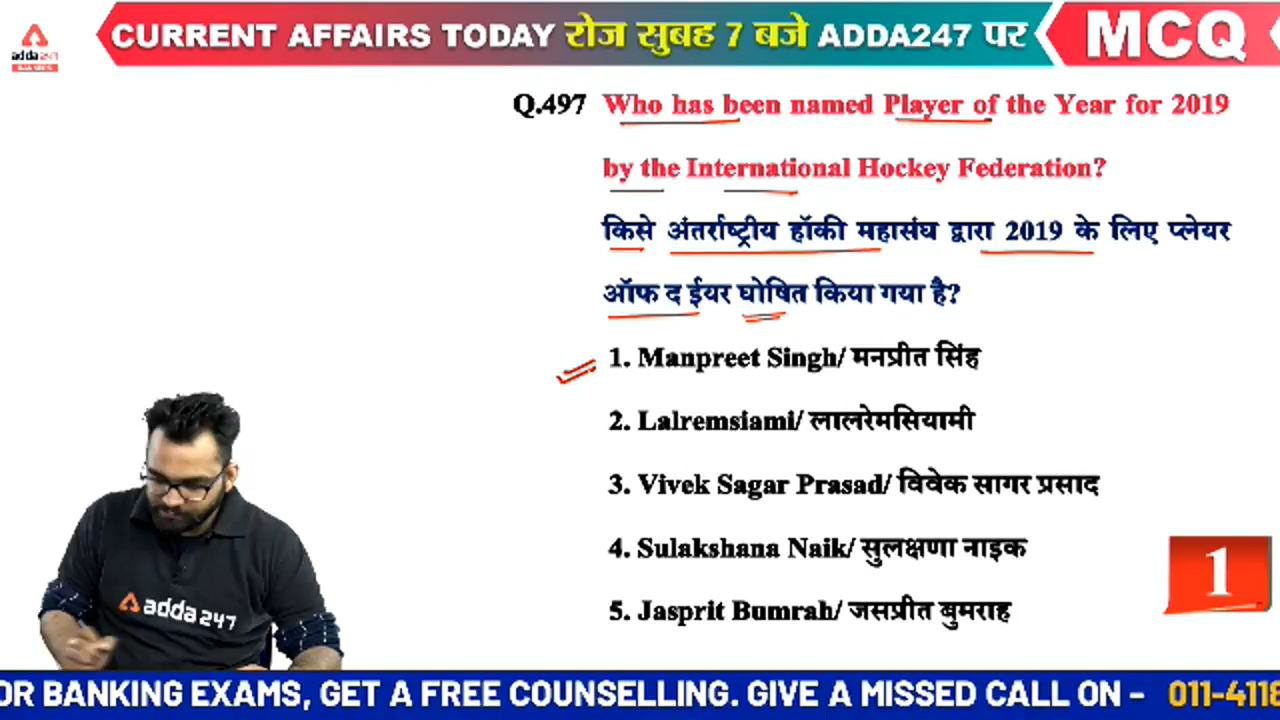 adda247
CURRENT AFFAIRS TODAY रोज सुबह 7 बजे ADDA247 पर
MCQ
Q.497 Who has been named Player of the Year for 2019
by the International Hockey Federation?
किसे अंतर्राष्ट्रीय हॉकी महासंघ द्वारा 2019 के लिए प्लेयर
ऑफ द ईयर घोषित किया गया है?
1. Manpreet Singh/ मनप्रीत सिंह
2. Lalremsiami/ लालरेमसियामी
3. Vivek Sagar Prasad/ विवेक सागर प्रसाद
4. Sulakshana Naik/ सुलक्षणा नाइक
5. Jasprit Bumrah/ जसप्रीत बुमराह
1
adda247
OR BANKING EXAMS, GET A FREE COUNSELLING. GIVE A MISSED CALL ON - 011-4118